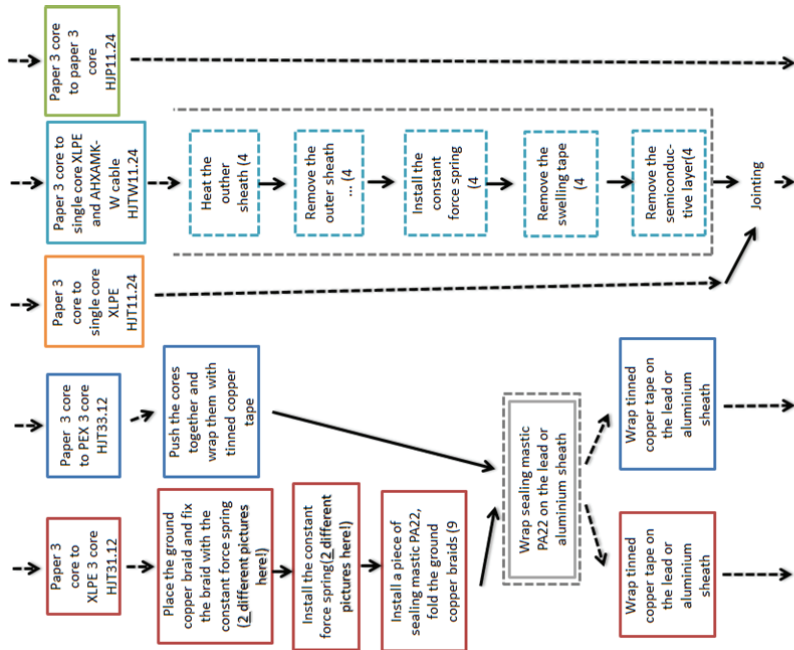 Paper 3
core to
XLPE 3 core
HJT31.12
Paper 3 core
to PEX 3 core
HJT33.12
Paper 3
core to
single core
XLPE
HJT11.24
Paper 3 core to
single core XLPE
and AHXAMK-
W cable
HJTW11.24
Paper 3 core
to paper 3
core
HJP11.24
Place the ground
copper braid and fix
the braid with the
constant force spring
(2 different pictures
here!)
Install the constant
force spring(2 different
pictures here!)
Install a piece of
sealing mastic PA22,
fold the ground
copper braids (9
Push the cores
together and
wrap them with
tinned copper
tape
Heat the
outher
sheath (4
Remove the
outer sheath
... (4
Install the
constant
force spring
(4
Remove the
swelling tape
(4
Remove the
semiconduc-
tive layer(4
Wrap sealing mastic
PA22 on the lead or
aluminium sheath
Jointing
Wrap tinned
copper tape on
the lead or
aluminium
sheath
Wrap tinned
copper tape on
the lead or
aluminium
sheath